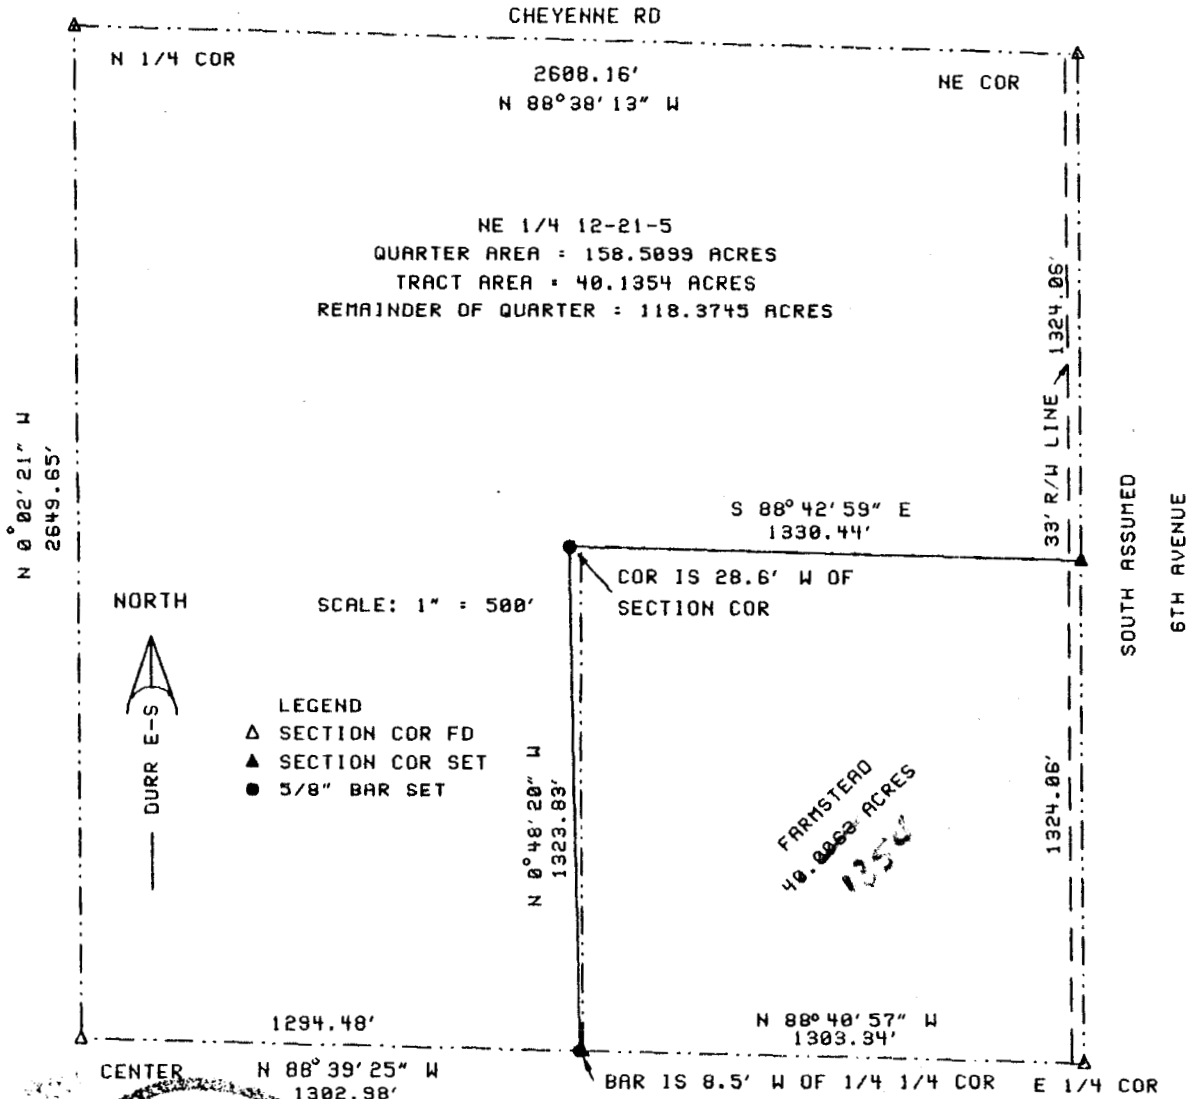 CHEYENNE RD
N 1/4 COR
2608.16'
NE COR
N 88°38'13" W
NE 1/4 12-21-5
QUARTER AREA = 158.5099 ACRES
TRACT AREA = 40.1354 ACRES
REMAINDER OF QUARTER = 118.3745 ACRES
1324.06'
33' R/W LINE
N 0°02'21" W
2649.65'
S 88°42'59" E
1330.44'
SOUTH ASSUMED
6TH AVENUE
COR IS 28.6' W OF
SECTION COR
NORTH
SCALE: 1" = 500'
DURR E-S
LEGEND
SECTION COR FD
SECTION COR SET
5/8" BAR SET
N 0°48'20" W
1323.83'
FARMSTEAD
40.0063 ACRES
1354
1324.06'
1294.48'
N 88°40'57" W
1303.34'
CENTER
N 88°39'25" W
1302.98'
BAR IS 8.5' W OF 1/4 1/4 COR
E 1/4 COR